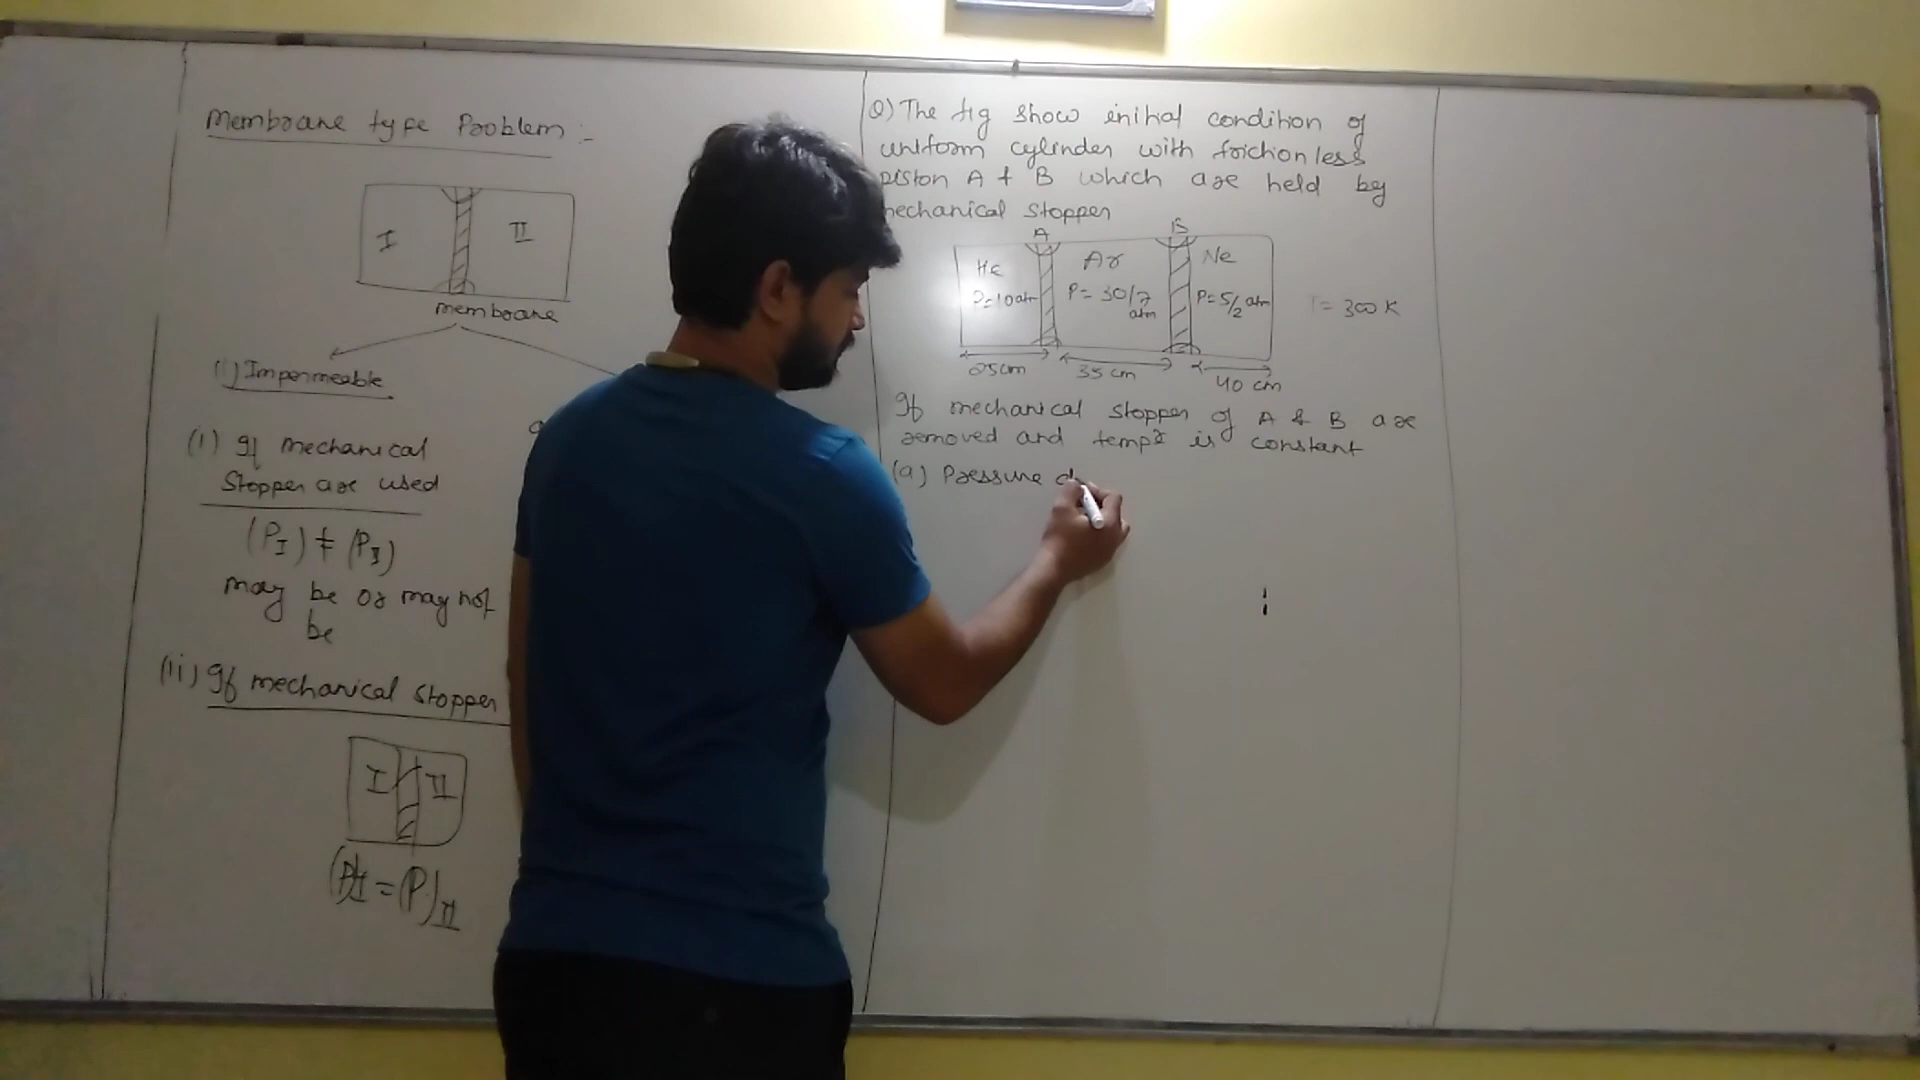 Membrane type Problem :-
I
II
membrane
(1) Impermeable
(i) If mechanical
Stopper are used
(P_I) ≠ (P_II)
may be or may not
be
(ii) If mechanical stopper
I II
= (P)_II
Q) The fig show initial condition of
uniform cylinder with frictionless
piston A & B which are held by
mechanical stopper
A B
He Ar Ne
P=10atm P= 30/7 atm P=5/2 atm
T = 300 K
25cm 35 cm 40 cm
If mechanical stopper of A & B are
removed and temp^r is constant
(a) Pressure